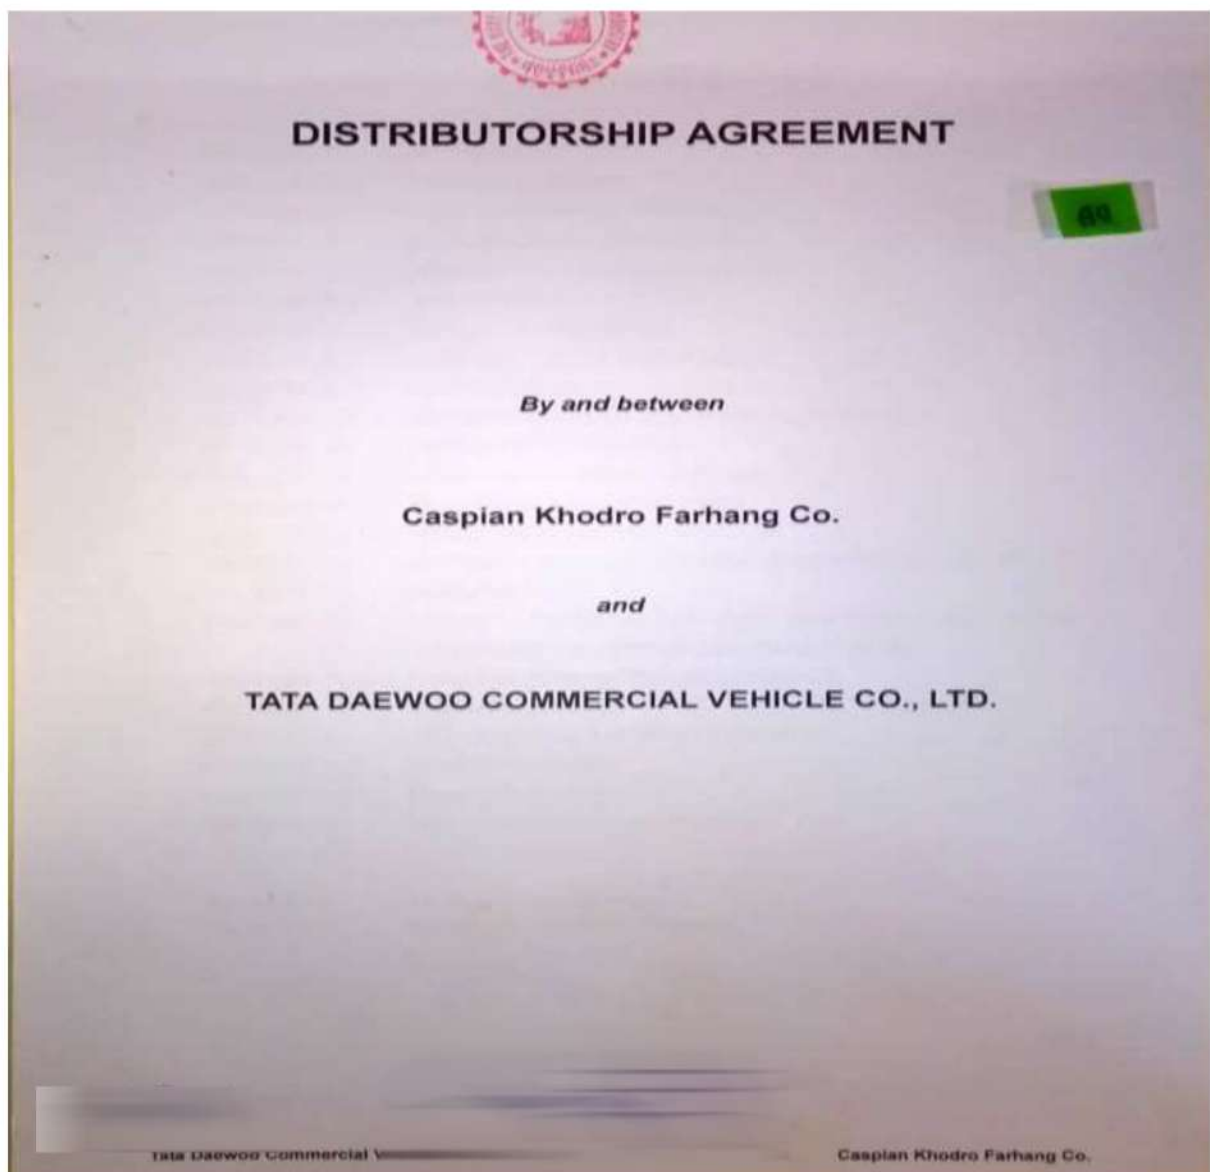 DISTRIBUTORSHIP AGREEMENT
By and between
Caspian Khodro Farhang Co.
and
TATA DAEWOO COMMERCIAL VEHICLE CO., LTD.
Tata Daewoo Commercial
Caspian Khodro Farhang Co.